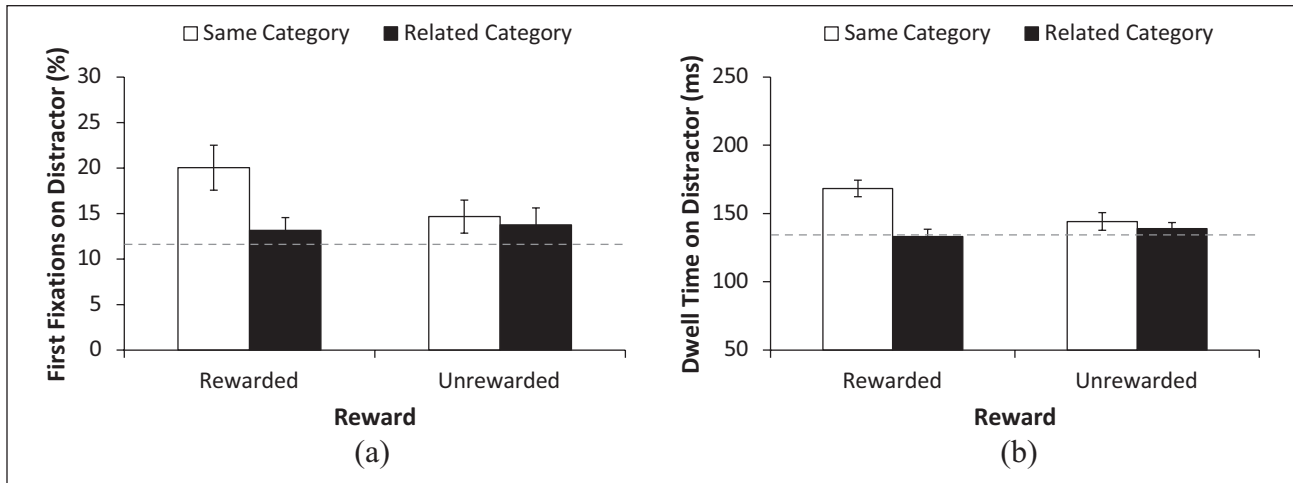 Same Category Related Category
First Fixations on Distractor (%)
30
25
20
15
10
5
0
Rewarded Unrewarded
Reward
(a)
Same Category Related Category
Dwell Time on Distractor (ms)
250
200
150
100
50
Rewarded Unrewarded
Reward
(b)